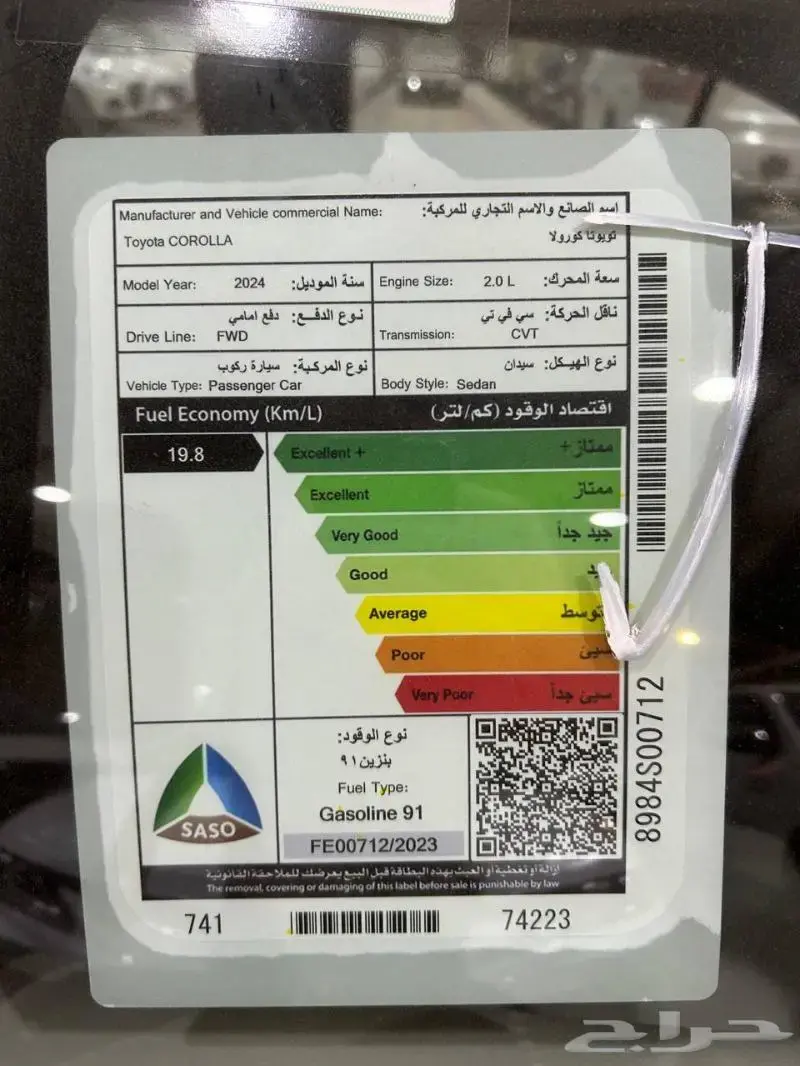 Manufacturer and Vehicle commercial Name: اسم الصانع والاسم التجاري للمركبة:
Toyota COROLLA تويوتا كورولا
Model Year: 2024 سنة الموديل:
Engine Size: 2.0 L سعة المحرك:
نوع الدفع: دفع امامي
Drive Line: FWD
ناقل الحركة: سي في تي
Transmission: CVT
نوع المركبة: سيارة ركوب
Vehicle Type: Passenger Car
نوع الهيكل: سيدان
Body Style: Sedan
Fuel Economy (Km/L) اقتصاد الوقود (كم/لتر)
19.8
Excellent + ممتاز+
Excellent ممتاز
Very Good جيد جداً
Good
Average
Poor سيئ
Very Poor سيئ جداً
SASO
نوع الوقود:
بنزين ٩١
Fuel Type:
Gasoline 91
FE00712/2023
8984S00712
إزالة أو تغطية أو العبث بهذه البطاقة قبل البيع يعرضك للملاحقة القانونية
The removal, covering or damaging of this label before sale is punishable by law
741 74223
حراج